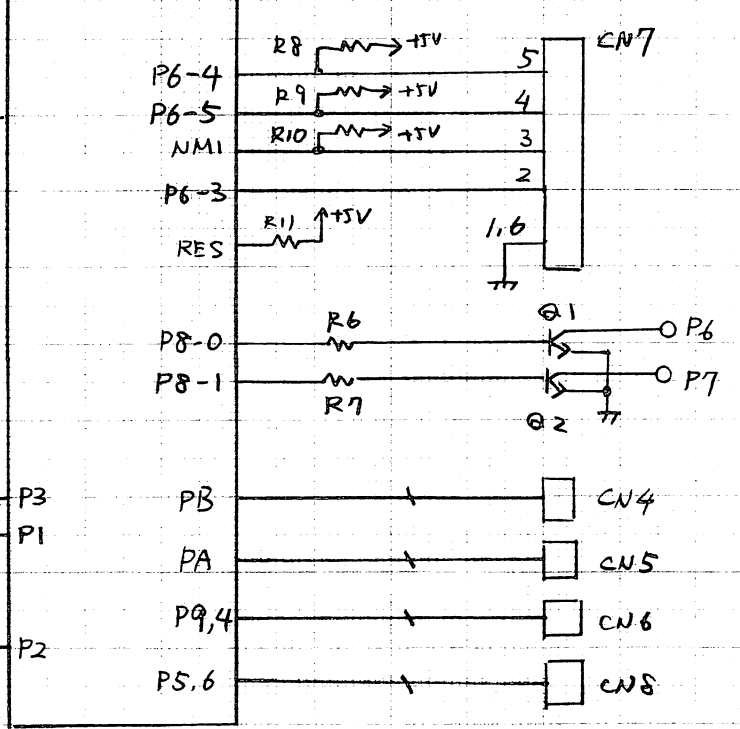 R8 +5V CN7
P6-4 5
R9 +5V
P6-5 4
R10 +5V
NMI 3
P6-3 2
R11 +5V 1,6
RES
R6 Q1
P8-0 P6
P8-1 P7
R7 Q2
P3 PB CN4
P1
PA CN5
P9,4 CN6
P2
P5,6 CN8